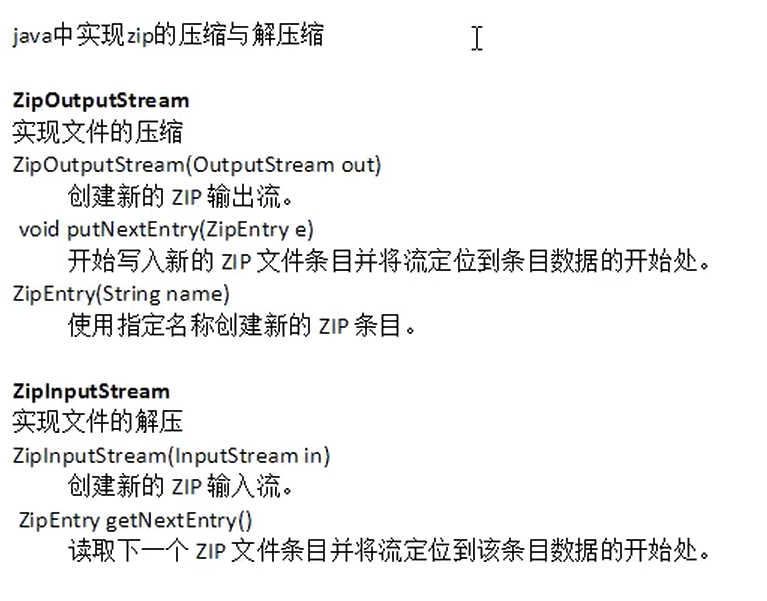 java中实现zip的压缩与解压缩
ZipOutputStream
实现文件的压缩
ZipOutputStream(OutputStream out)
创建新的 ZIP 输出流。
void putNextEntry(ZipEntry e)
开始写入新的 ZIP 文件条目并将流定位到条目数据的开始处。
ZipEntry(String name)
使用指定名称创建新的 ZIP 条目。
ZipInputStream
实现文件的解压
ZipInputStream(InputStream in)
创建新的 ZIP 输入流。
ZipEntry getNextEntry()
读取下一个 ZIP 文件条目并将流定位到该条目数据的开始处。